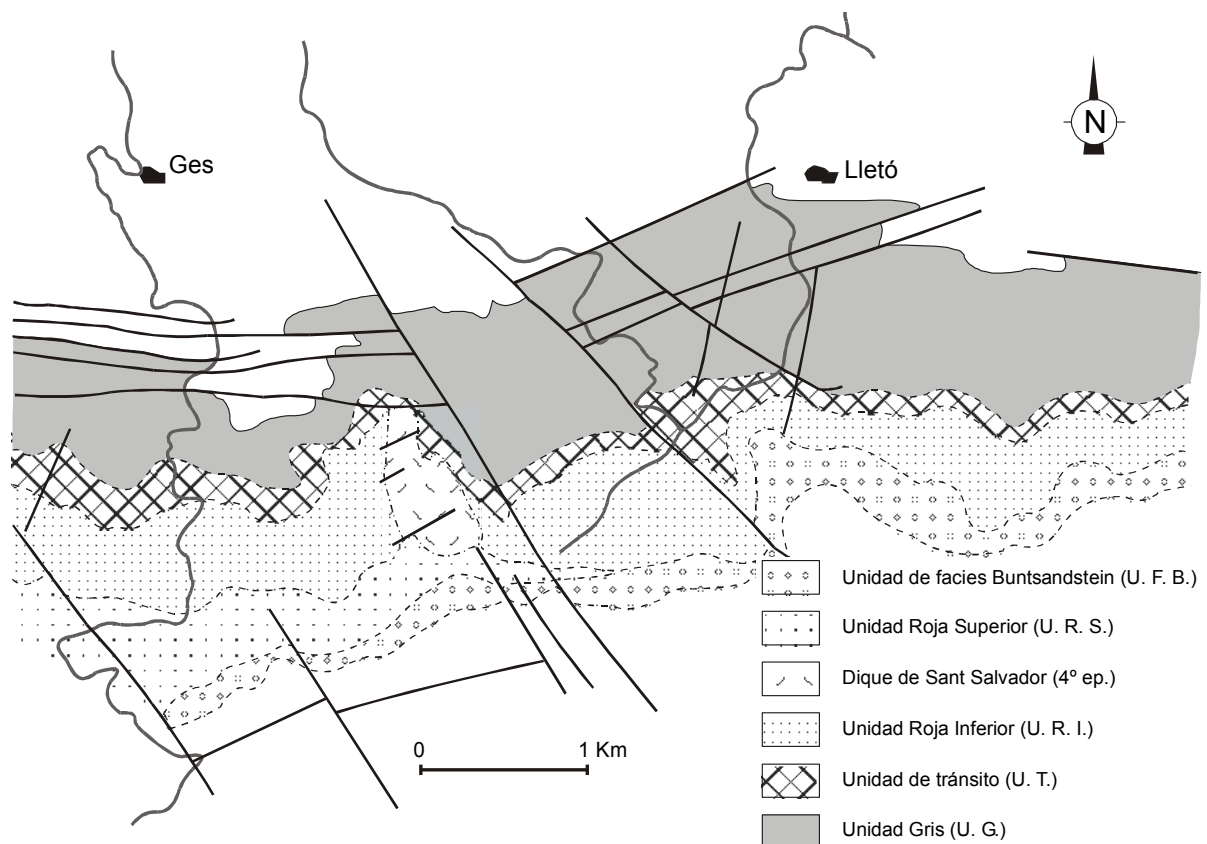 N
Ges
Lletó
Unidad de facies Buntsandstein (U. F. B.)
Unidad Roja Superior (U. R. S.)
Dique de Sant Salvador (4º ep.)
Unidad Roja Inferior (U. R. I.)
Unidad de tránsito (U. T.)
Unidad Gris (U. G.)
0 1 Km